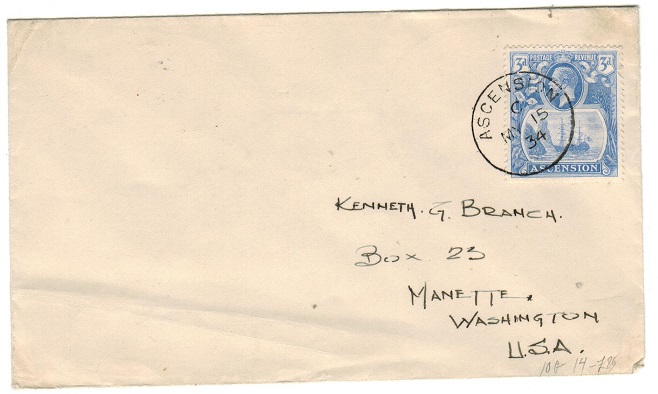 3d POSTAGE REVENUE 3d
ASCENSION
C
MY 15
34
ASCENSION
KENNETH. G. BRANCH.
BOX 23
MANETTE.
WASHINGTON
U.S.A.